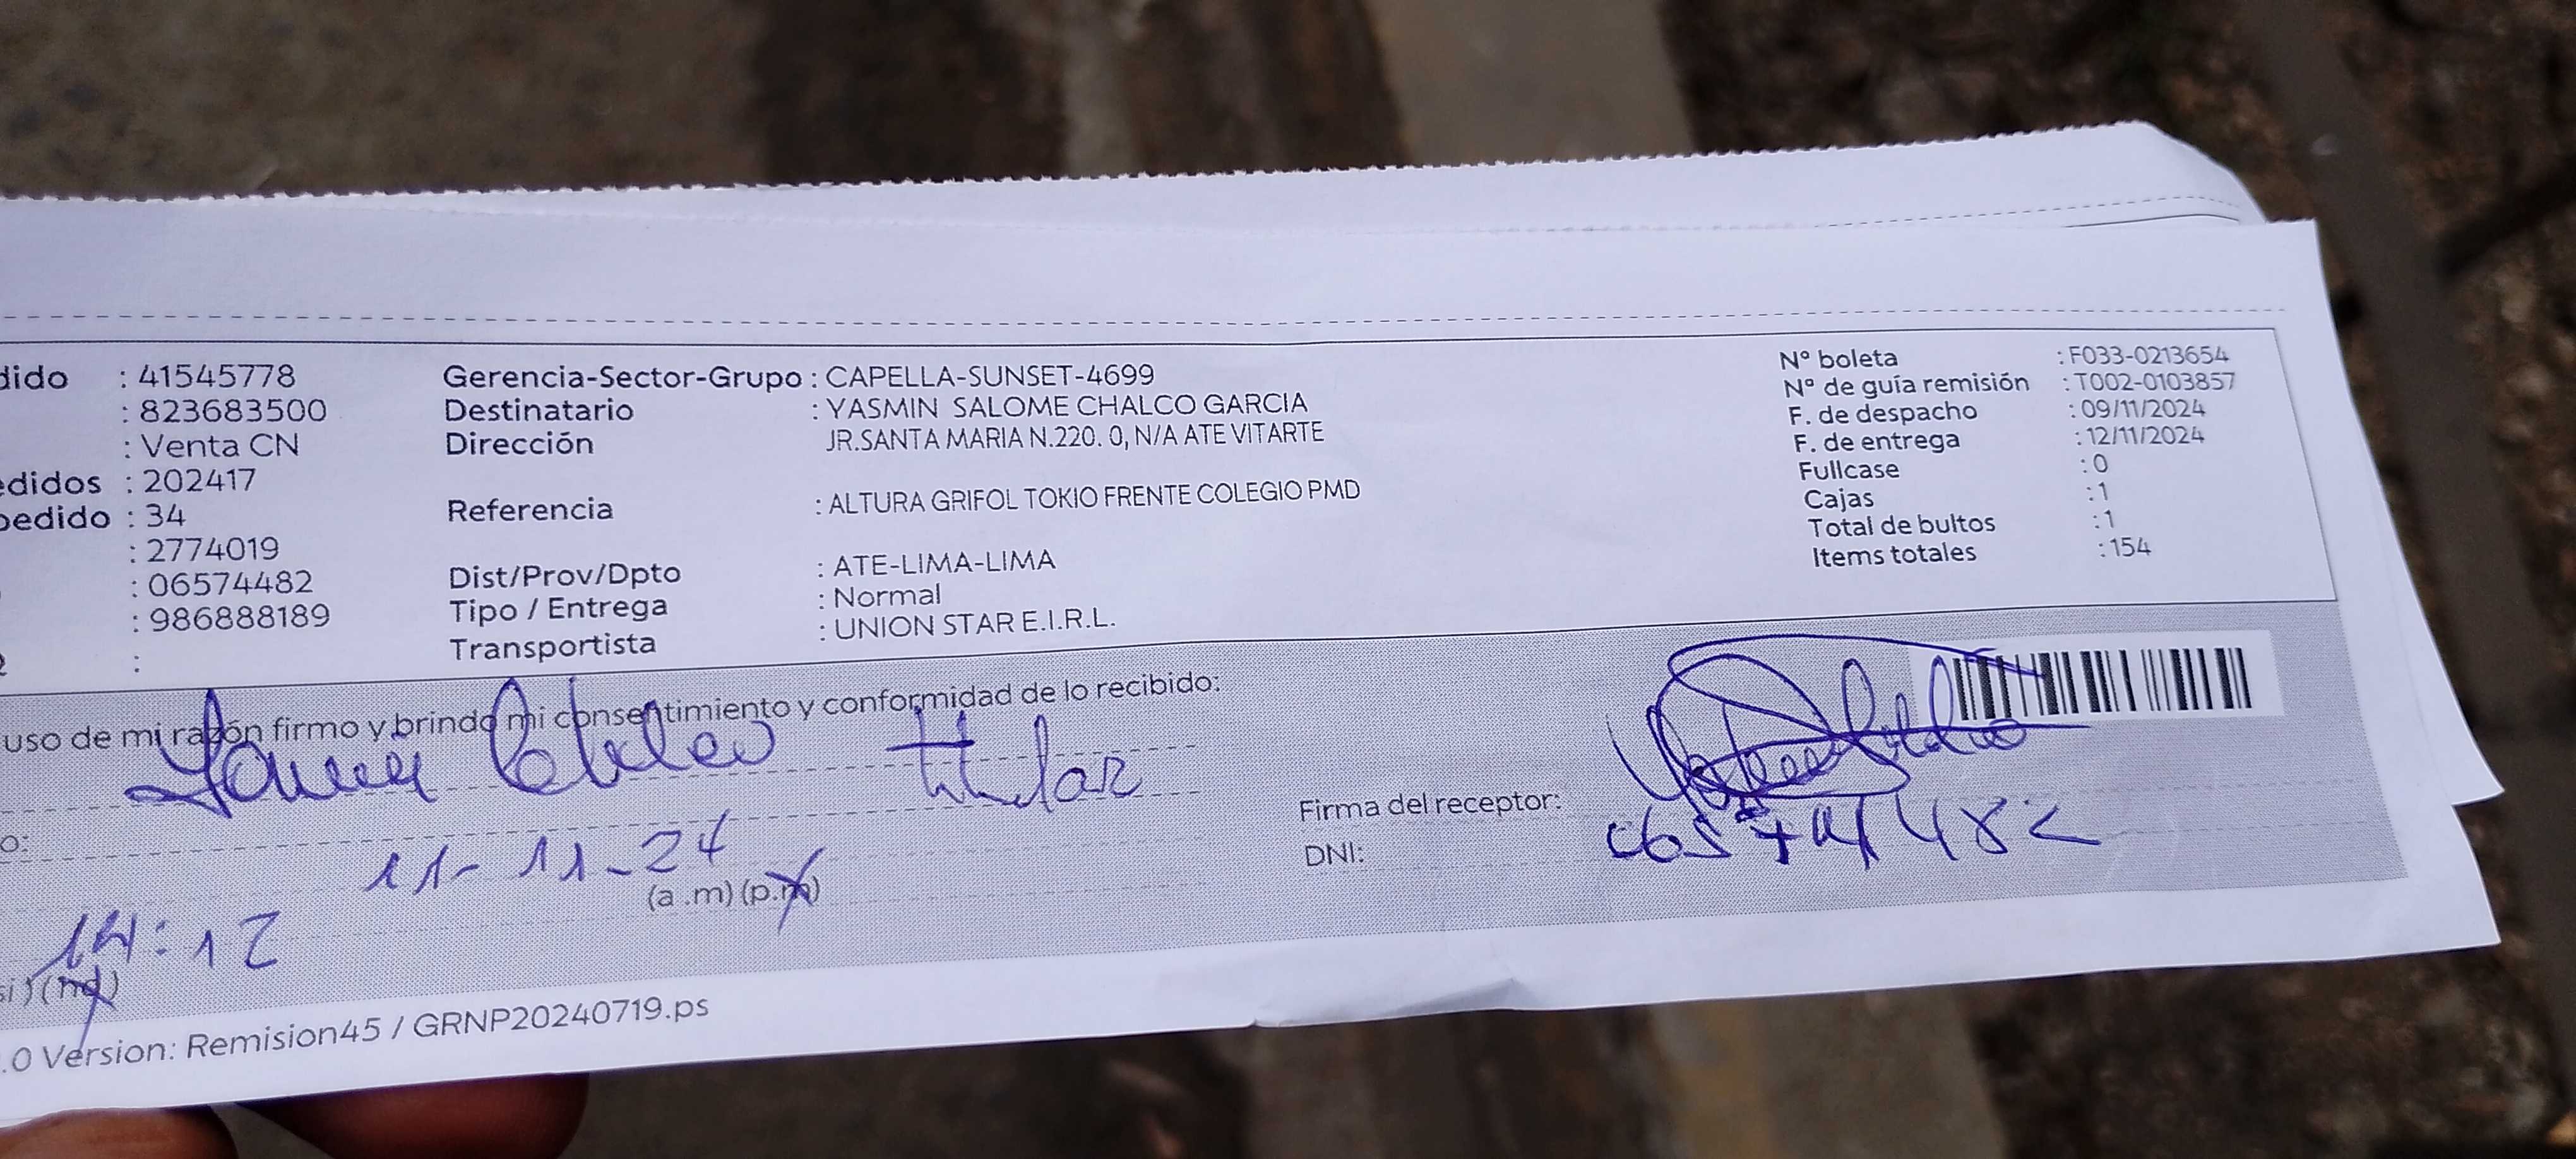 dido : 41545778
: 823683500
: Venta CN
edidos : 202417
pedido : 34
: 2774019
: 06574482
: 986888189
:
Gerencia-Sector-Grupo : CAPELLA-SUNSET-4699
Destinatario : YASMIN SALOME CHALCO GARCIA
Dirección JR.SANTA MARIA N.220. 0, N/A ATE VITARTE
Referencia : ALTURA GRIFOL TOKIO FRENTE COLEGIO PMD
Dist/Prov/Dpto : ATE-LIMA-LIMA
Tipo / Entrega : Normal
Transportista : UNION STAR E.I.R.L.
Nº boleta : F033-0213654
Nº de guía remisión : T002-0103857
F. de despacho : 09/11/2024
F. de entrega : 12/11/2024
Fullcase : 0
Cajas : 1
Total de bultos : 1
Items totales : 154
uso de mi razón firmo y brindo mi consentimiento y conformidad de lo recibido:
titular
o:
11-11-24
(a .m) (p.m)
14:12
si) (no)
Firma del receptor:
DNI:
.0 Version: Remision45 / GRNP20240719.ps